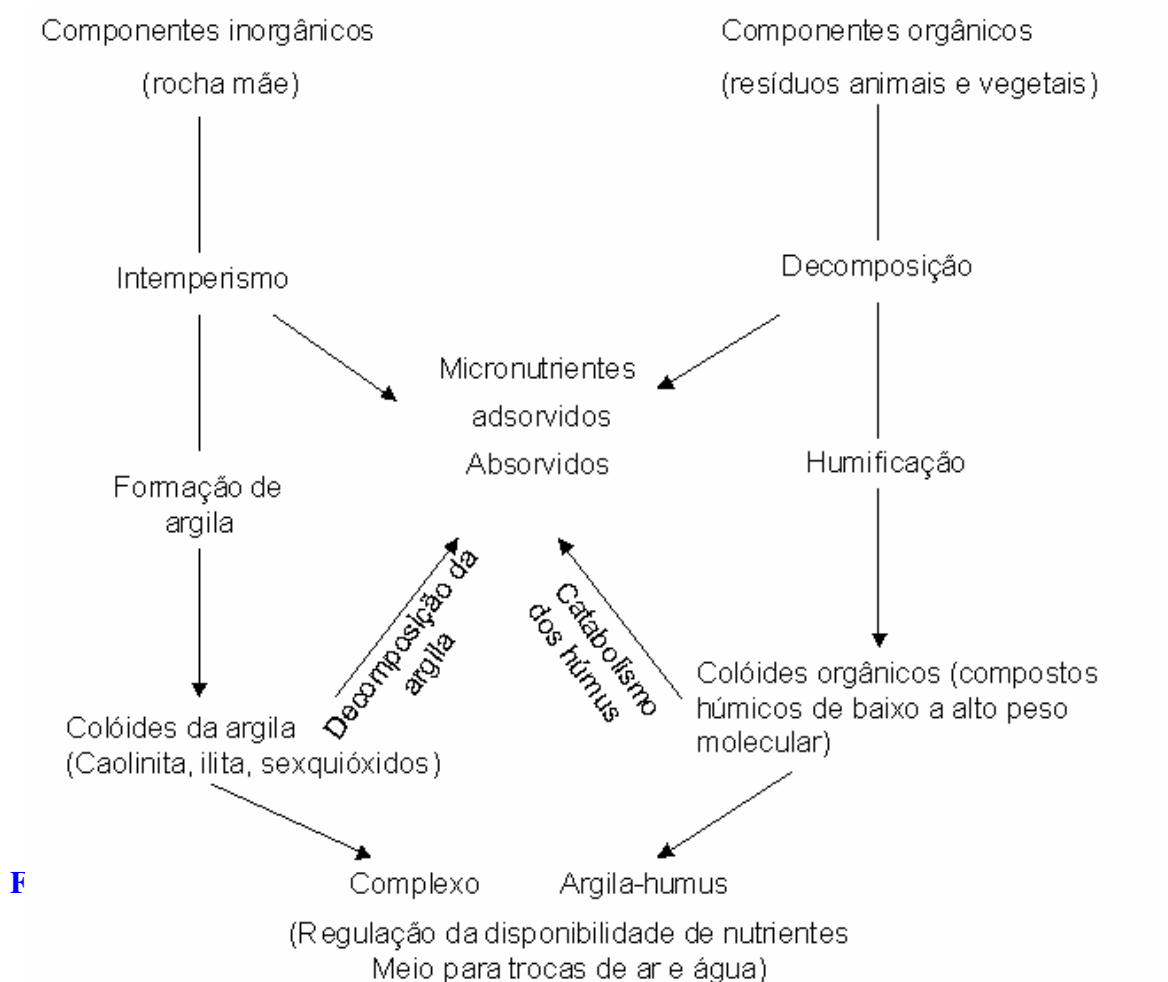 Componentes inorgânicos
(rocha mãe)
Componentes orgânicos
(resíduos animais e vegetais)
Intemperismo
Decomposição
Micronutrientes
adsorvidos
Absorvidos
Formação de
argila
Humificação
Decomposição da
argila
Catabolismo
dos húmus
Colóides da argila
(Caolinita, ilita, sexquióxidos)
Colóides orgânicos (compostos
húmicos de baixo a alto peso
molecular)
Complexo Argila-humus
(Regulação da disponibilidade de nutrientes
Meio para trocas de ar e água)
F